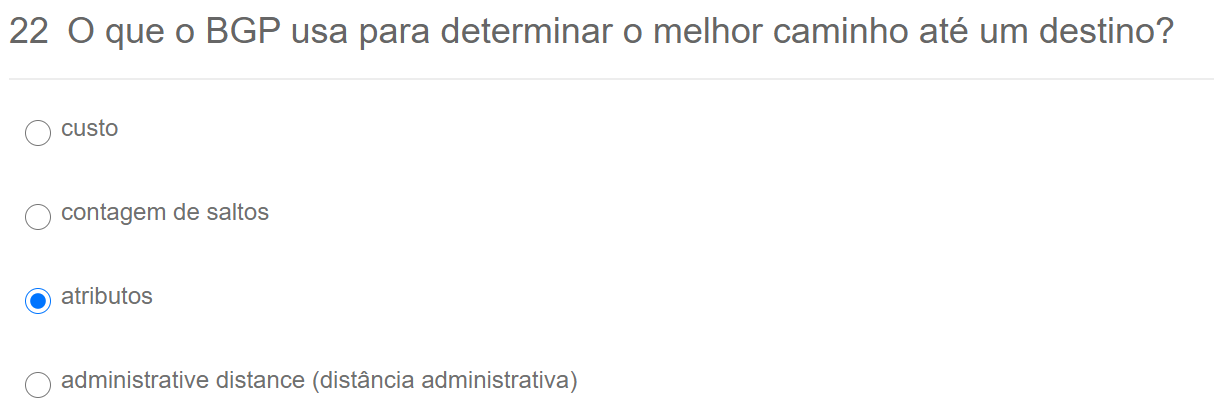 22 O que o BGP usa para determinar o melhor caminho até um destino?
custo
contagem de saltos
atributos
administrative distance (distância administrativa)